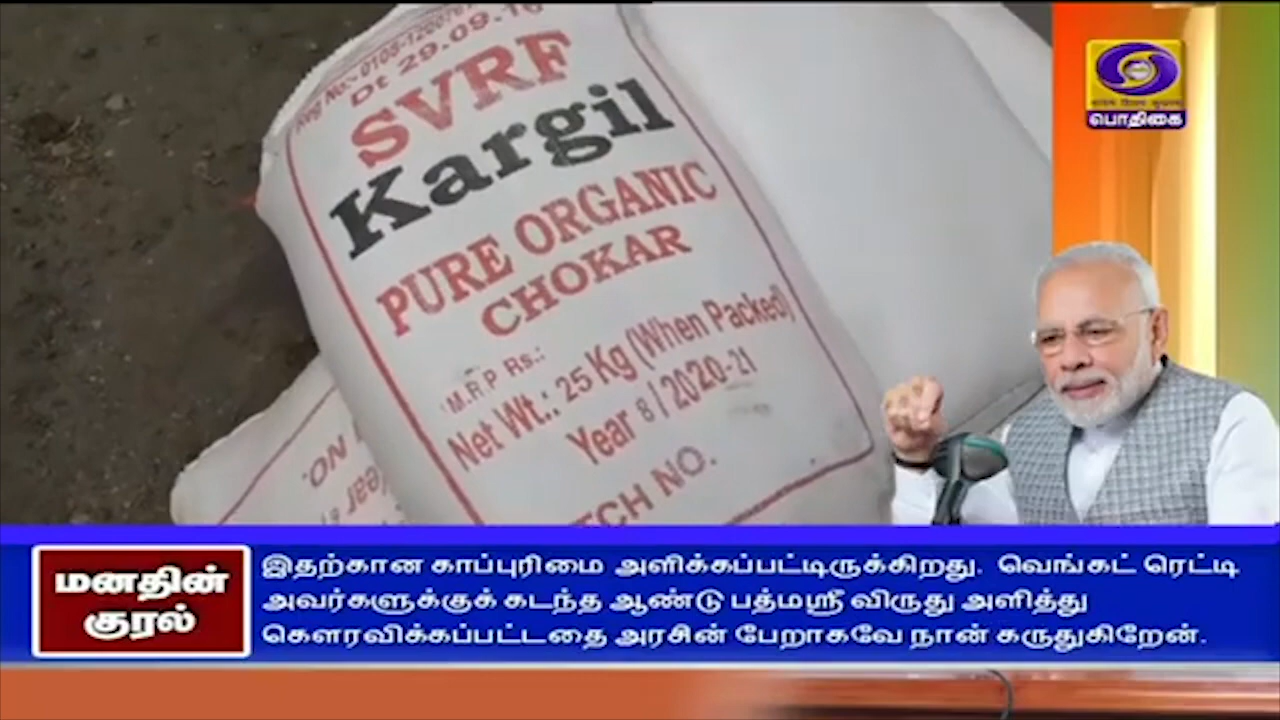 Dt 29.09.16
SVRF
Kargil
PURE ORGANIC
CHOKAR
M.R.P Rs.:
Net Wt.: 25 Kg (When Packed)
Year 8/2020-21
NO.
பொதிகை
மனதின்
குரல்
இதற்கான காப்புரிமை அளிக்கப்பட்டிருக்கிறது. வெங்கட் ரெட்டி
அவர்களுக்குக் கடந்த ஆண்டு பத்மஸ்ரீ விருது அளித்து
கௌரவிக்கப்பட்டதை அரசின் பேறாகவே நான் கருதுகிறேன்.